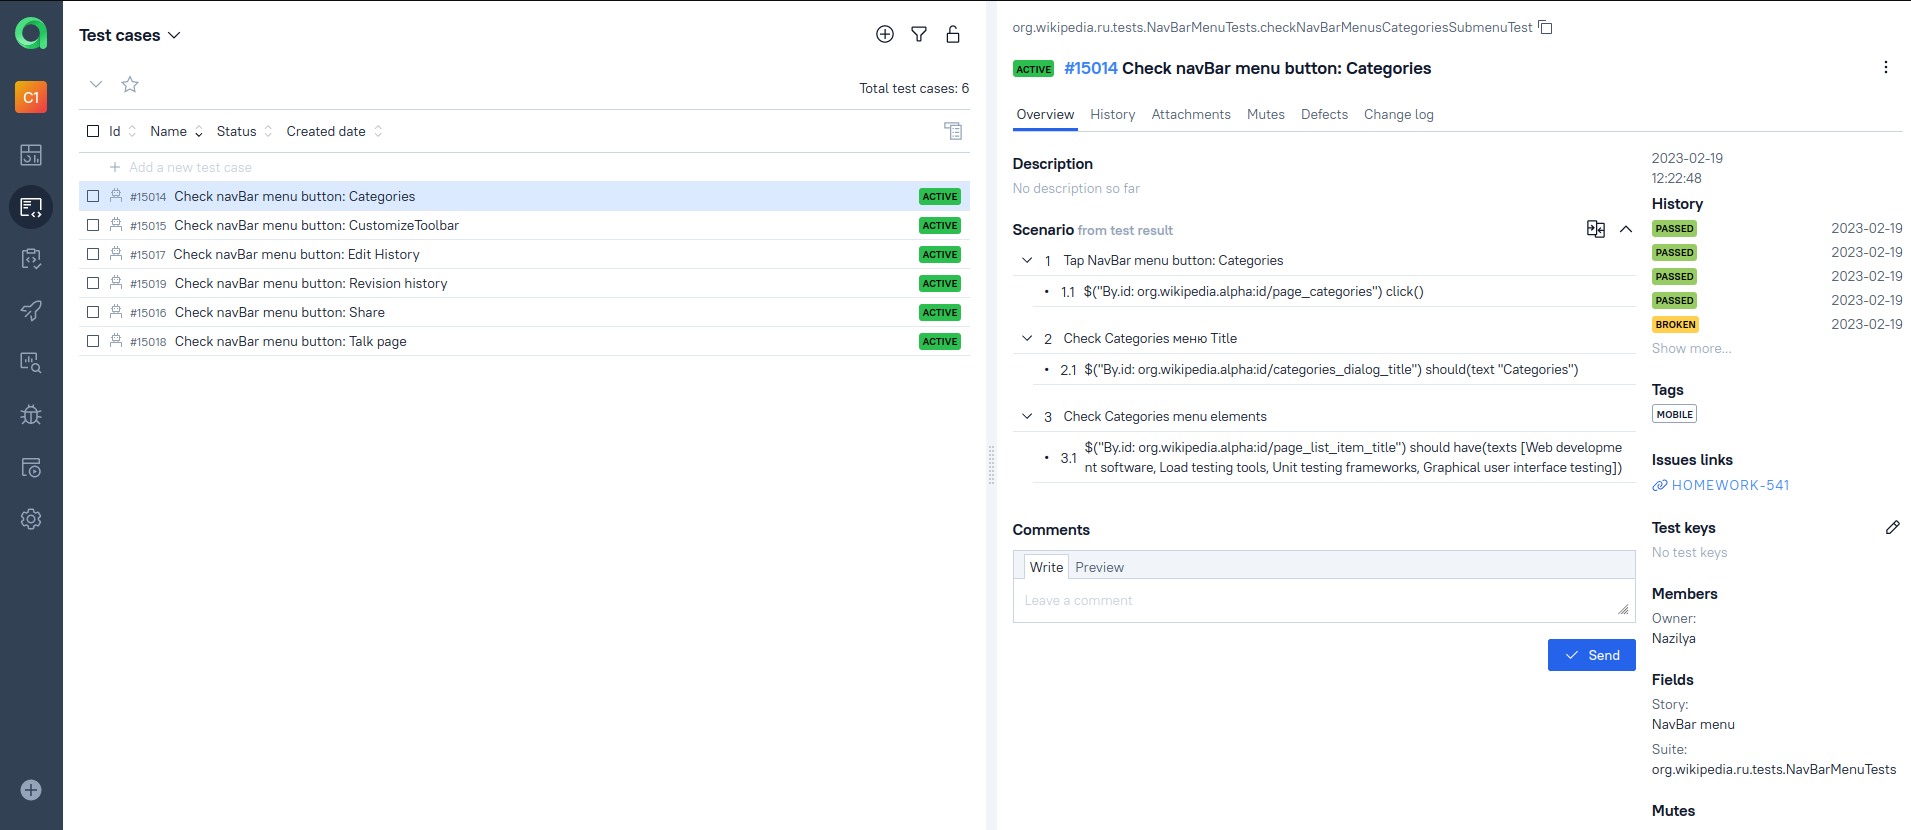 C1
Test cases
Total test cases: 6
Id Name Status Created date
Add a new test case
#15014 Check navBar menu button: Categories ACTIVE
#15015 Check navBar menu button: CustomizeToolbar ACTIVE
#15017 Check navBar menu button: Edit History ACTIVE
#15019 Check navBar menu button: Revision history ACTIVE
#15016 Check navBar menu button: Share ACTIVE
#15018 Check navBar menu button: Talk page ACTIVE
org.wikipedia.ru.tests.NavBarMenuTests.checkNavBarMenusCategoriesSubmenuTest
ACTIVE #15014 Check navBar menu button: Categories
Overview History Attachments Mutes Defects Change log
Description
No description so far
Scenario from test result
1 Tap NavBar menu button: Categories
• 1.1 $("By.id: org.wikipedia.alpha:id/page_categories") click()
2 Check Categories меню Title
• 2.1 $("By.id: org.wikipedia.alpha:id/categories_dialog_title") should(text "Categories")
3 Check Categories menu elements
• 3.1 $("By.id: org.wikipedia.alpha:id/page_list_item_title") should have(texts [Web developme
nt software, Load testing tools, Unit testing frameworks, Graphical user interface testing])
Comments
Write Preview
Leave a comment
Send
2023-02-19
12:22:48
History
PASSED 2023-02-19
PASSED 2023-02-19
PASSED 2023-02-19
PASSED 2023-02-19
BROKEN 2023-02-19
Show more...
Tags
MOBILE
Issues links
HOMEWORK-541
Test keys
No test keys
Members
Owner:
Nazilya
Fields
Story:
NavBar menu
Suite:
org.wikipedia.ru.tests.NavBarMenuTests
Mutes